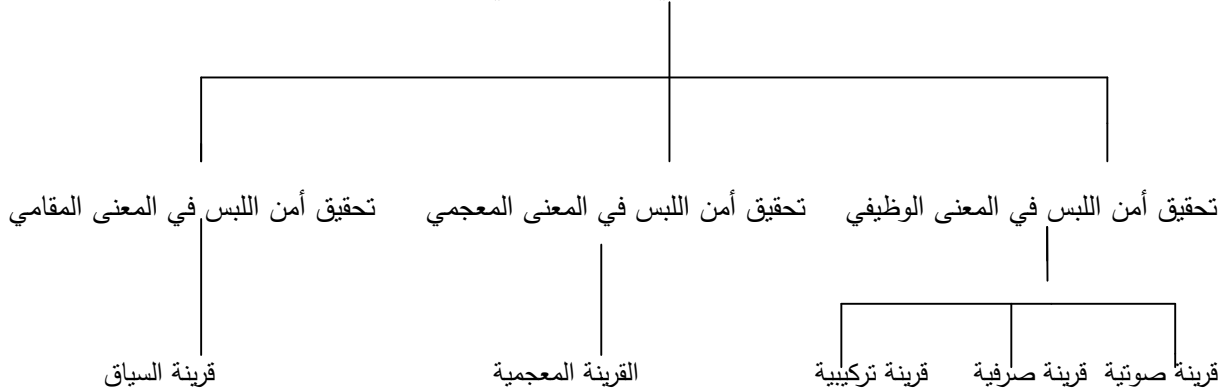 تحقيق أمن اللبس في المعنى الوظيفي تحقيق أمن اللبس في المعنى المعجمي تحقيق أمن اللبس في المعنى المقامي
قرينة صوتية قرينة صرفية قرينة تركيبية القرينة المعجمية قرينة السياق